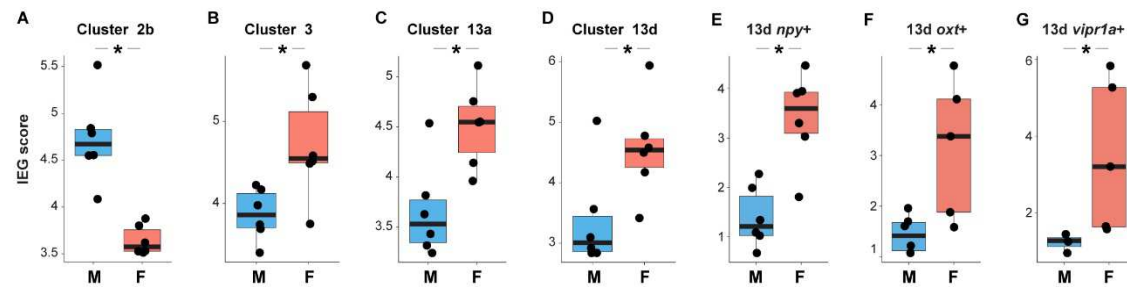 A Cluster 2b
B Cluster 3
C Cluster 13a
D Cluster 13d
E 13d npy+
F 13d oxt+
G 13d vipr1a+
* * * * * * *
IEG score
5.5
5
4.5
4
3.5
M F
5
4
M F
5
4.5
4
3.5
M F
6
5
4
3
M F
4
3
2
1
M F
4
3
2
1
M F
6
4
2
M F